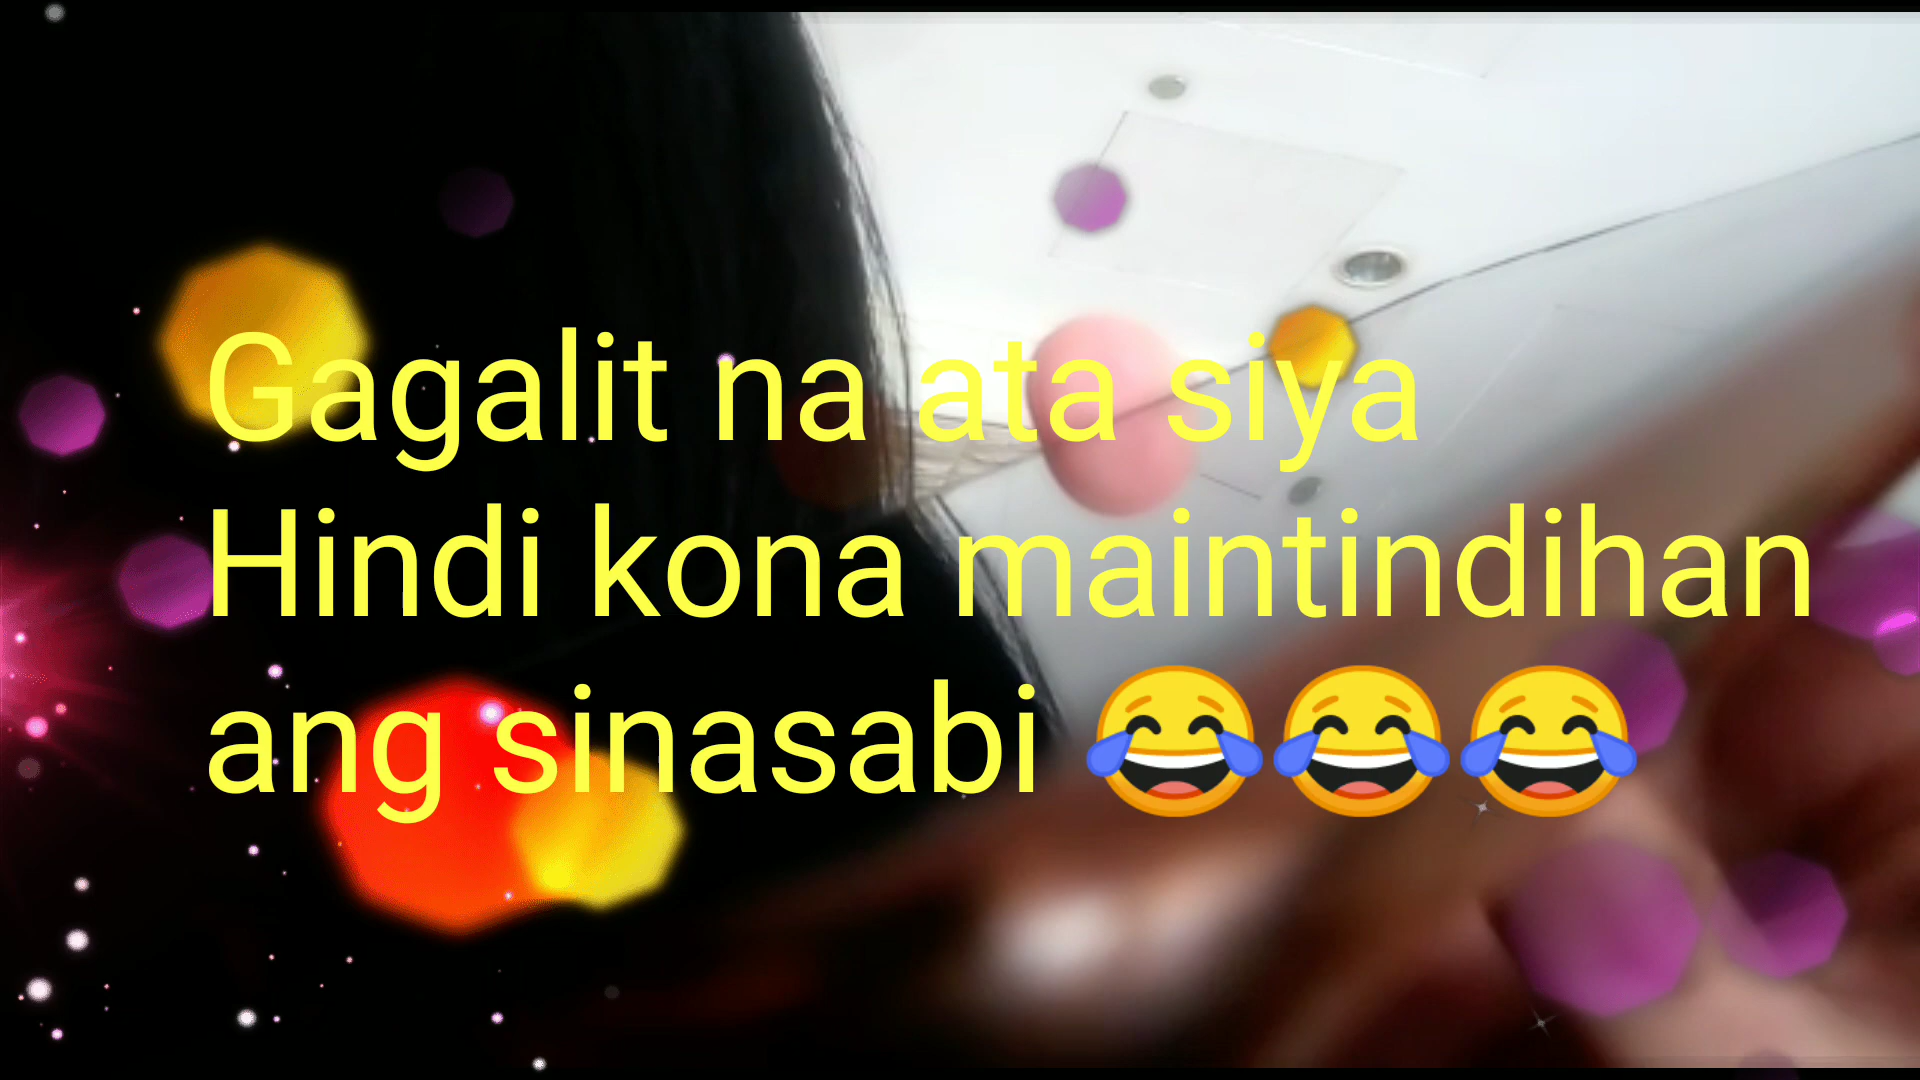 Gagalit na ata siya
Hindi kona maintindihan
ang sinasabi 😂😂😂